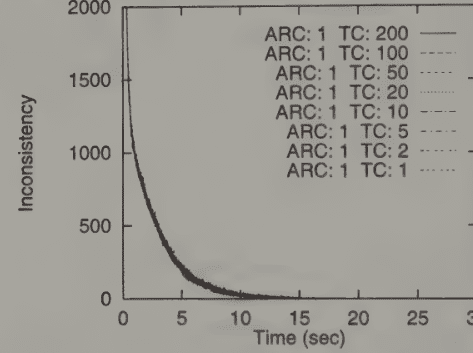 2000
1500
1000
500
0
Inconsistency
ARC: 1 TC: 200
ARC: 1 TC: 100
ARC: 1 TC: 50
ARC: 1 TC: 20
ARC: 1 TC: 10
ARC: 1 TC: 5
ARC: 1 TC: 2
ARC: 1 TC: 1
0 5 10 15 20 25
Time (sec)